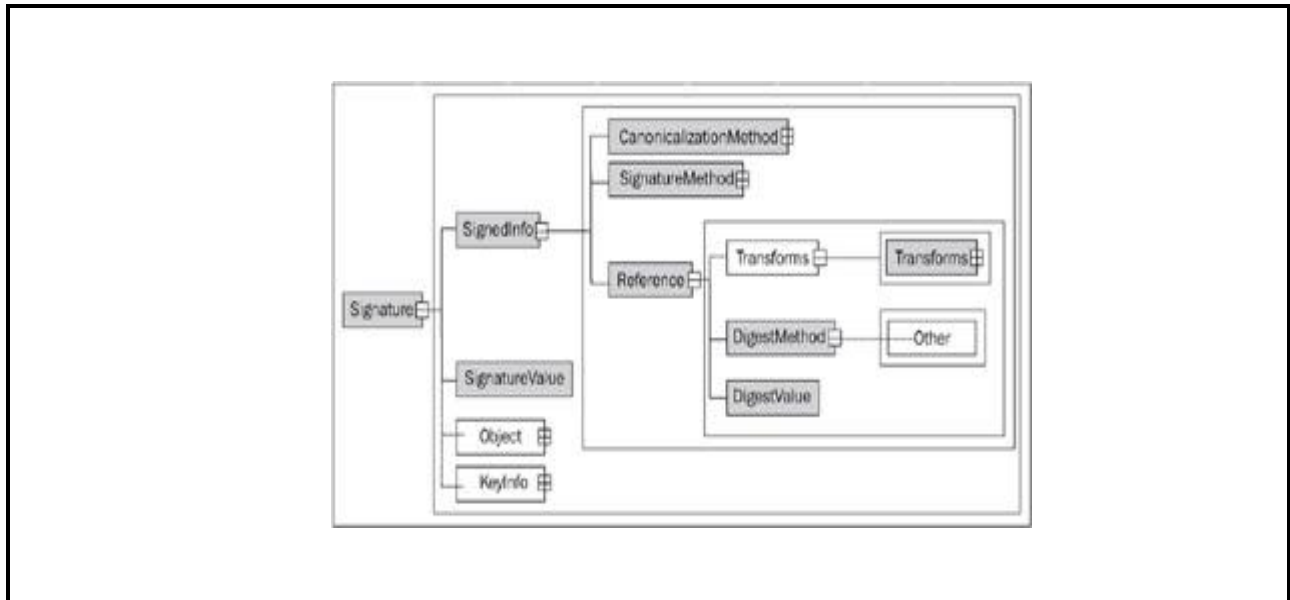 Signature
SignedInfo
CanonicalizationMethod
SignatureMethod
Reference
Transforms
Transforms
DigestMethod
Other
DigestValue
SignatureValue
Object
KeyInfo